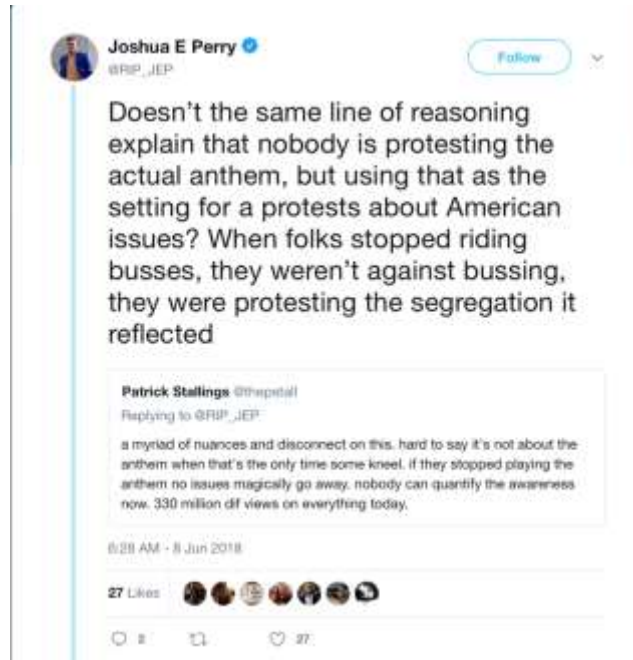 Joshua E Perry
Follow
@RIP_JEP
Doesn't the same line of reasoning
explain that nobody is protesting the
actual anthem, but using that as the
setting for a protests about American
issues? When folks stopped riding
busses, they weren't against bussing,
they were protesting the segregation it
reflected
Patrick Stallings @thepstall
Replying to @RIP_JEP
a myriad of nuances and disconnect on this. hard to say it's not about the
anthem when that's the only time some kneel. if they stopped playing the
anthem no issues magically go away. nobody can quantify the awareness
now. 330 million dif views on everything today.
6:28 AM - 8 Jun 2018
27 Likes
2 27